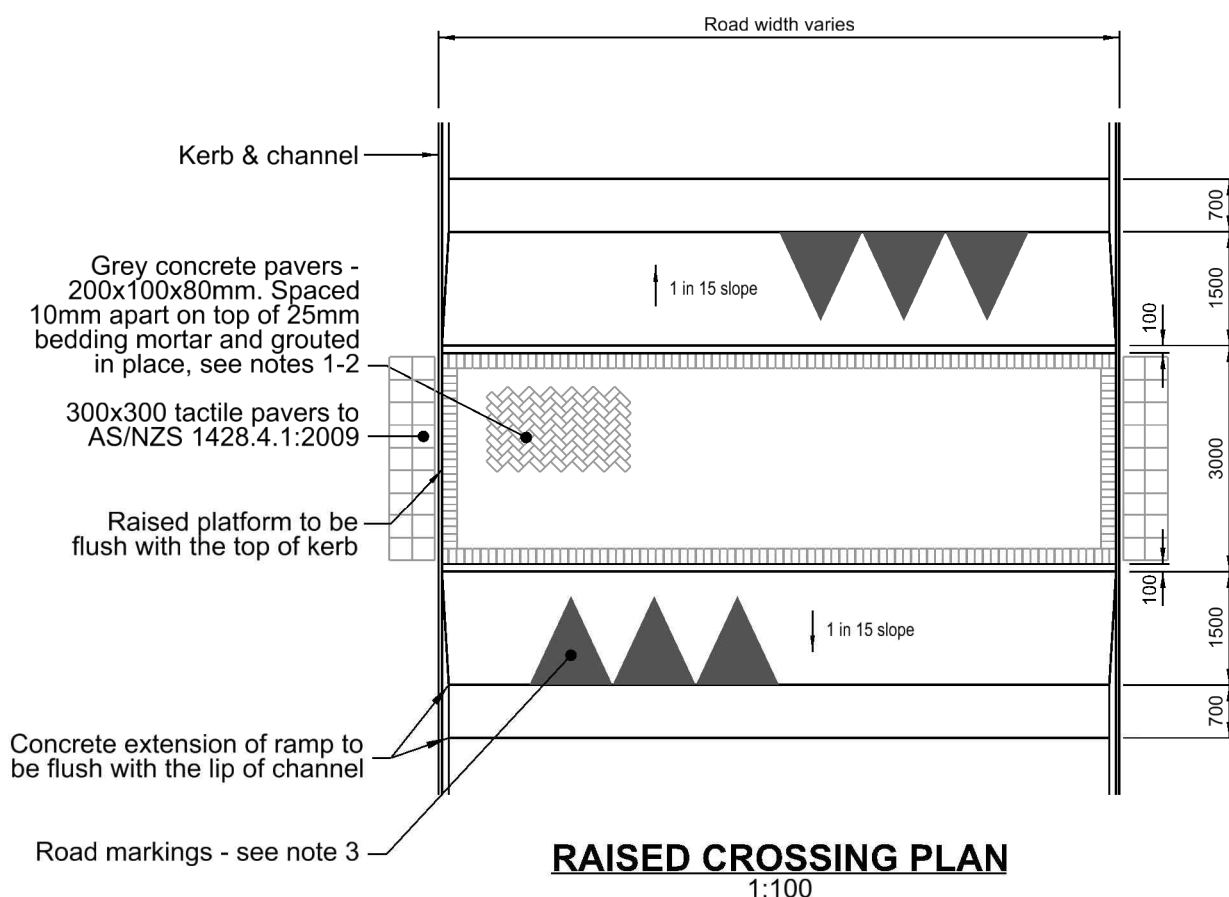 Road width varies
Kerb & channel
700
Grey concrete pavers -
200x100x80mm. Spaced
10mm apart on top of 25mm
bedding mortar and grouted
in place, see notes 1-2
1 in 15 slope
1500
100
300x300 tactile pavers to
AS/NZS 1428.4.1:2009
3000
Raised platform to be
flush with the top of kerb
100
1 in 15 slope
1500
700
Concrete extension of ramp to
be flush with the lip of channel
Road markings - see note 3
RAISED CROSSING PLAN
1:100